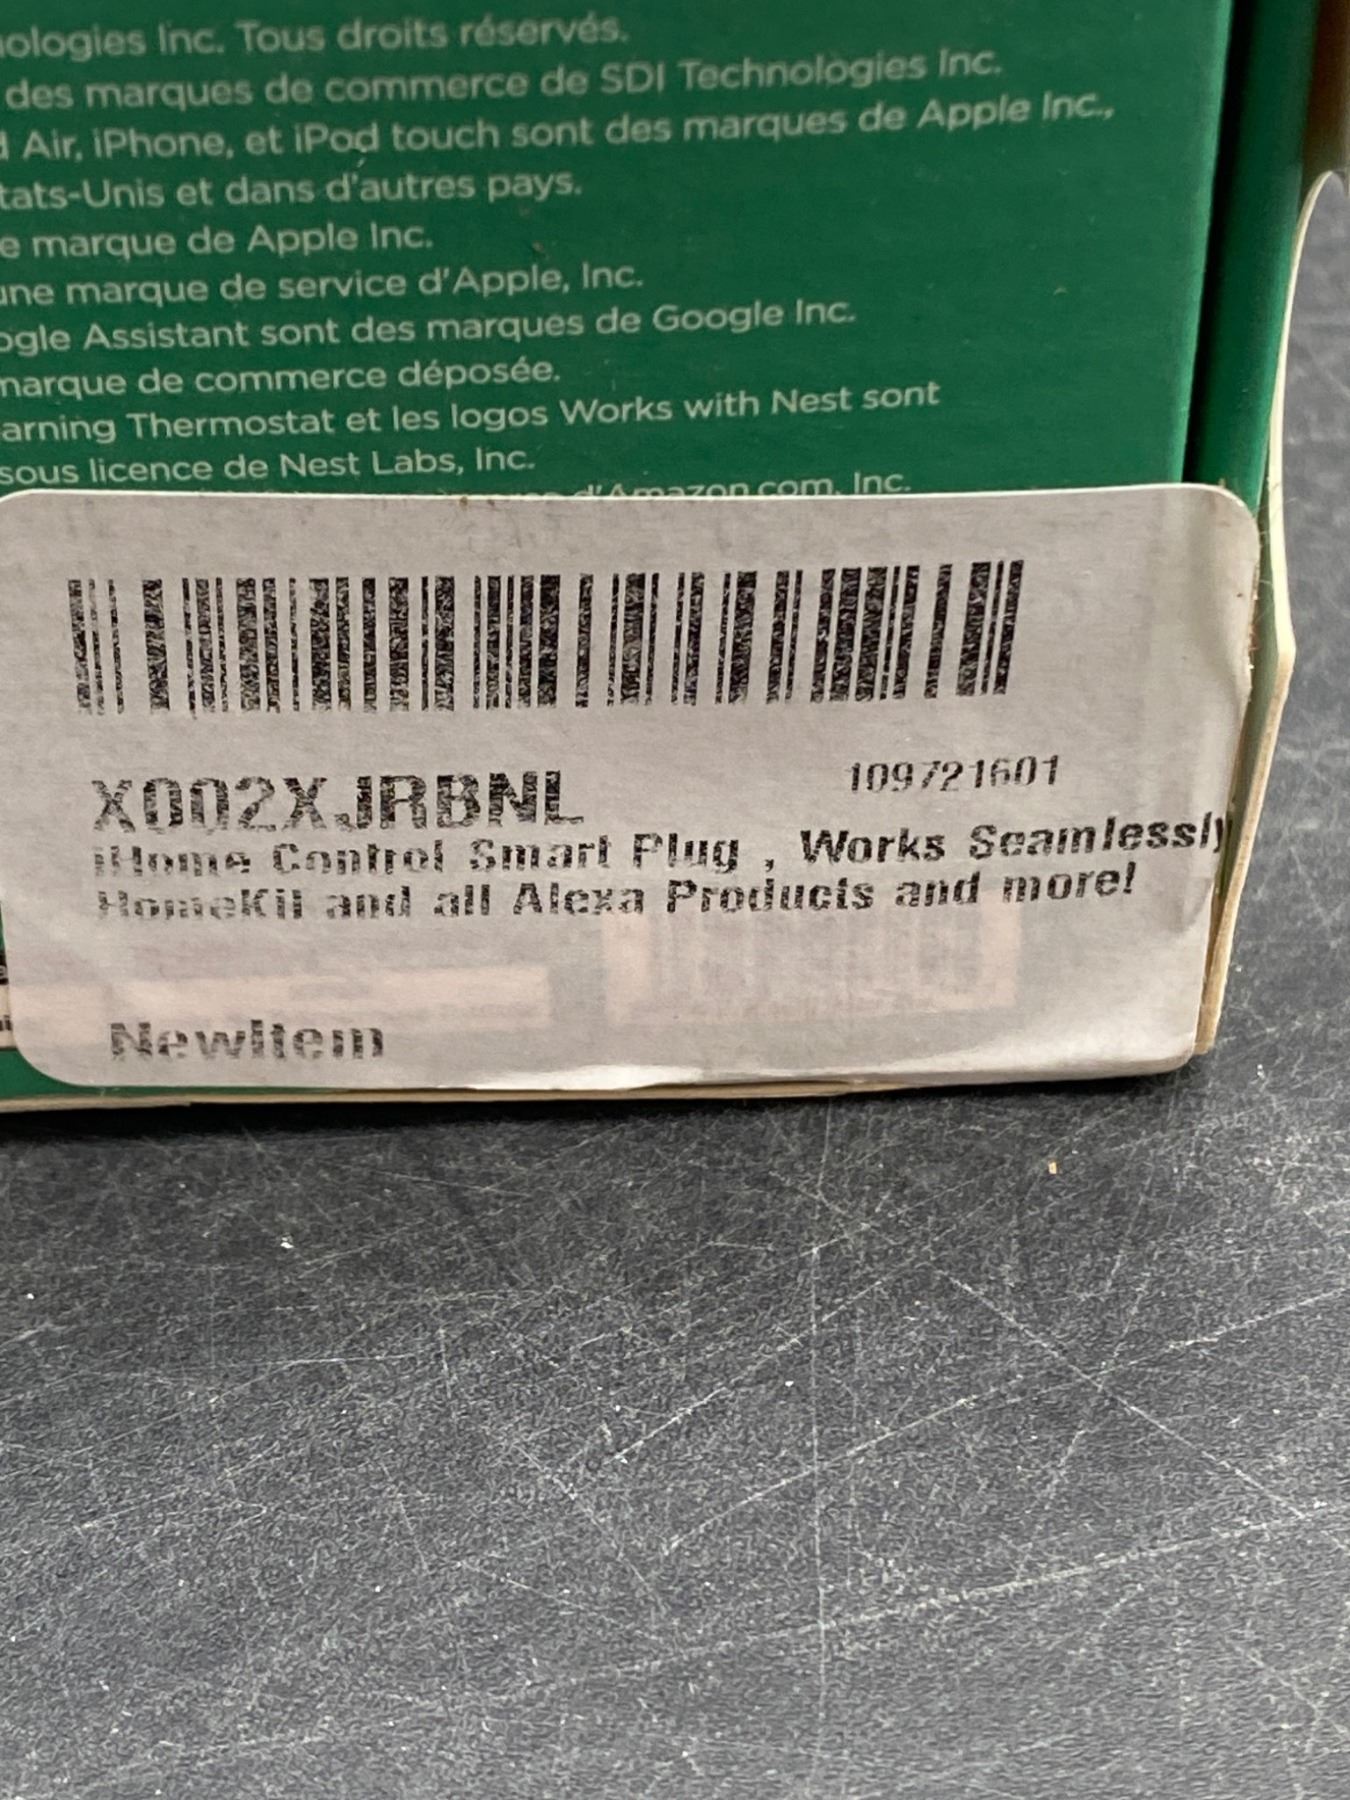 Inc. Tous droits réservés.
des marques de commerce de SDI Technologies Inc.
Air, iPhone, et iPod touch sont des marques de Apple Inc.,
tats-Unis et dans d'autres pays.
e marque de Apple Inc.
une marque de service d'Apple, Inc.
ogle Assistant sont des marques de Google Inc.
marque de commerce déposée.
arning Thermostat et les logos Works with Nest sont
sous licence de Nest Labs, Inc.
d'Amazon.com, Inc.
X002XJRBNL
109721601
iHome Control Smart Plug , Works Seamlessly
HomeKit and all Alexa Products and more!
NewItem